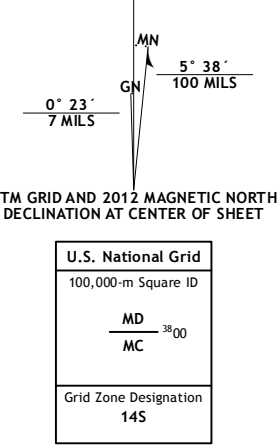 MN
GN
5° 38´
100 MILS
0° 23´
7 MILS
TM GRID AND 2012 MAGNETIC NORTH
DECLINATION AT CENTER OF SHEET
U.S. National Grid
100,000-m Square ID
MD
3800
MC
Grid Zone Designation
14S